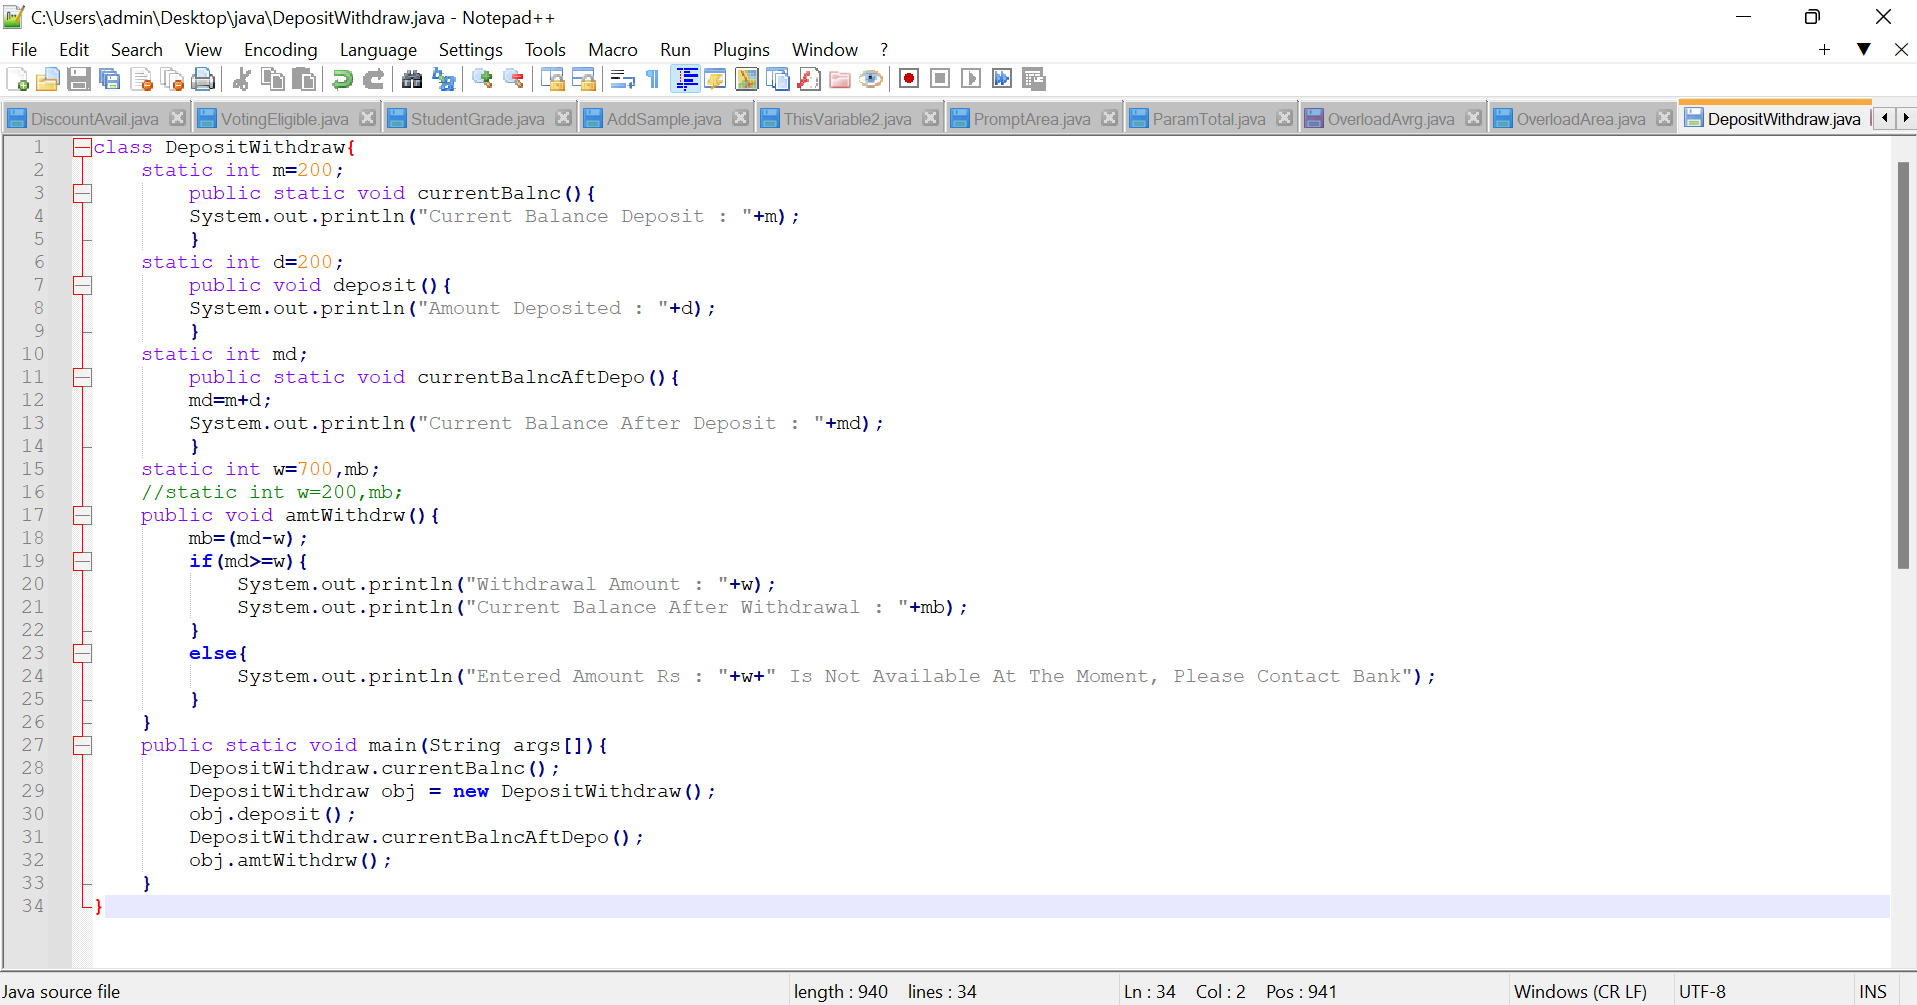 C:\Users\admin\Desktop\java\DepositWithdraw.java - Notepad++
File Edit Search View Encoding Language Settings Tools Macro Run Plugins Window ?
DiscountAvail.java VotingEligible.java StudentGrade.java AddSample.java ThisVariable2.java PromptArea.java ParamTotal.java OverloadAvrg.java OverloadArea.java DepositWithdraw.java
1 class DepositWithdraw{
2 static int m=200;
3 public static void currentBalnc(){
4 System.out.println("Current Balance Deposit : "+m);
5 }
6 static int d=200;
7 public void deposit(){
8 System.out.println("Amount Deposited : "+d);
9 }
10 static int md;
11 public static void currentBalncAftDepo(){
12 md=m+d;
13 System.out.println("Current Balance After Deposit : "+md);
14 }
15 static int w=700,mb;
16 //static int w=200,mb;
17 public void amtWithdrw(){
18 mb=(md-w);
19 if(md>=w){
20 System.out.println("Withdrawal Amount : "+w);
21 System.out.println("Current Balance After Withdrawal : "+mb);
22 }
23 else{
24 System.out.println("Entered Amount Rs : "+w+" Is Not Available At The Moment, Please Contact Bank");
25 }
26 }
27 public static void main(String args[]){
28 DepositWithdraw.currentBalnc();
29 DepositWithdraw obj = new DepositWithdraw();
30 obj.deposit();
31 DepositWithdraw.currentBalncAftDepo();
32 obj.amtWithdrw();
33 }
34 }
Java source file length : 940 lines : 34 Ln : 34 Col : 2 Pos : 941 Windows (CR LF) UTF-8 INS